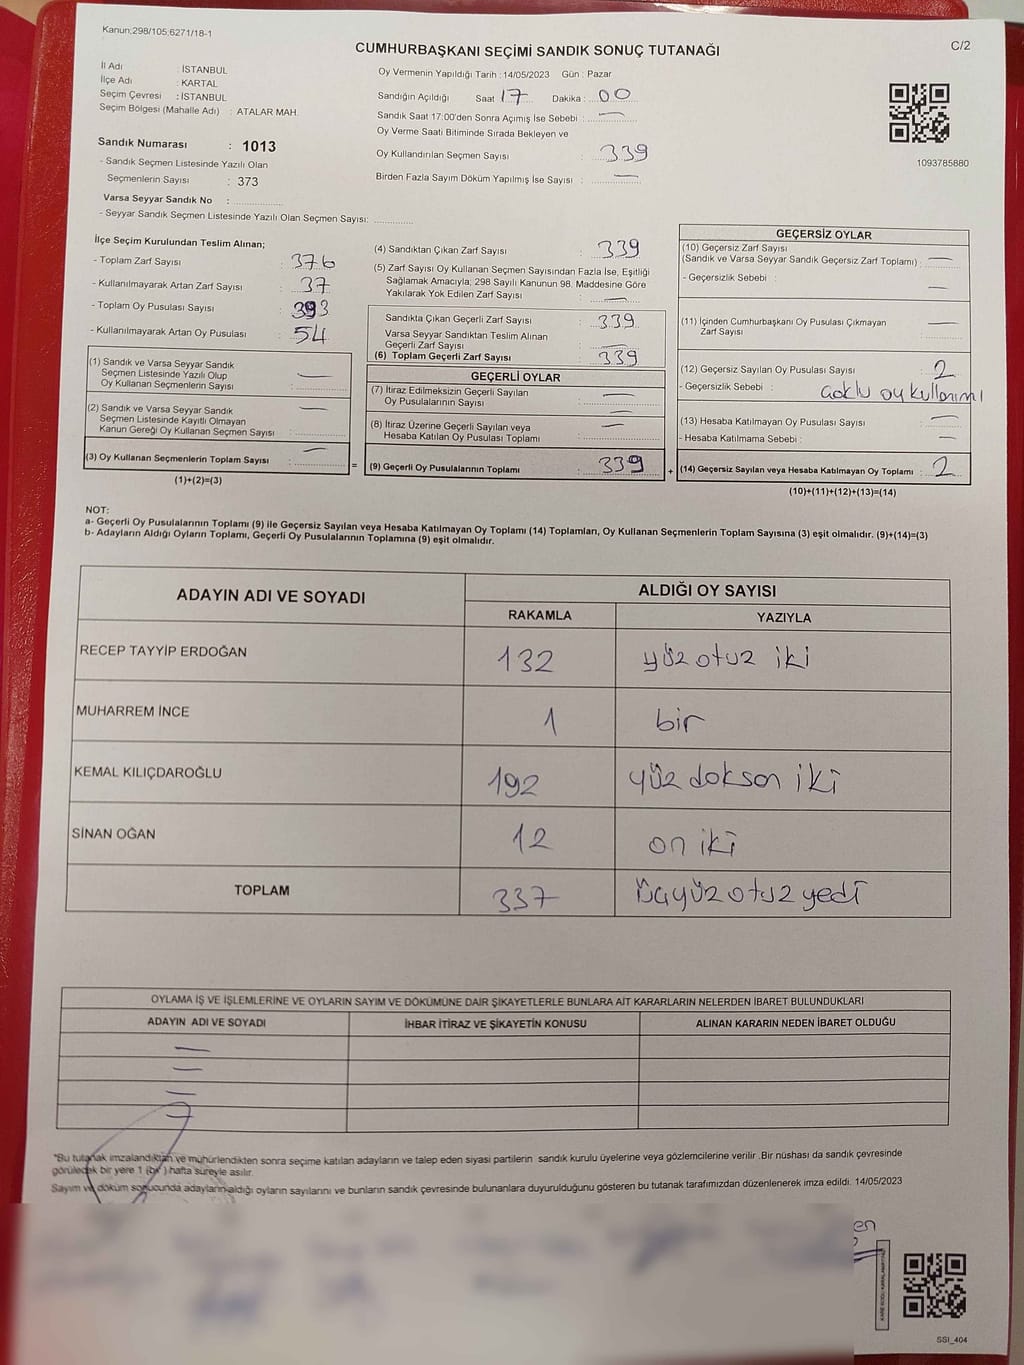 Kanun;298/105;6271/18-1
C/2
CUMHURBAŞKANI SEÇİMİ SANDIK SONUÇ TUTANAĞI
İl Adı : İSTANBUL
İlçe Adı : KARTAL
Seçim Çevresi : İSTANBUL
Seçim Bölgesi (Mahalle Adı) : ATALAR MAH.
Sandık Numarası : 1013
- Sandık Seçmen Listesinde Yazılı Olan
Seçmenlerin Sayısı : 373
Varsa Seyyar Sandık No :
- Seyyar Sandık Seçmen Listesinde Yazılı Olan Seçmen Sayısı:
Oy Vermenin Yapıldığı Tarih : 14/05/2023 Gün : Pazar
Sandığın Açıldığı Saat 17 Dakika : 00
Sandık Saat 17:00'den Sonra Açımış İse Sebebi : —
Oy Verme Saati Bitiminde Sırada Bekleyen ve
Oy Kullandırılan Seçmen Sayısı : 339
Birden Fazla Sayım Döküm Yapılmış İse Sayısı : —
1093785880
İlçe Seçim Kurulundan Teslim Alınan;
- Toplam Zarf Sayısı : 376
- Kullanılmayarak Artan Zarf Sayısı : 37
- Toplam Oy Pusulası Sayısı : 393
- Kullanılmayarak Artan Oy Pusulası : 54
(1) Sandık ve Varsa Seyyar Sandık
Seçmen Listesinde Yazılı Olup
Oy Kullanan Seçmenlerin Sayısı : —
(2) Sandık ve Varsa Seyyar Sandık
Seçmen Listesinde Kayıtlı Olmayan
Kanun Gereği Oy Kullanan Seçmen Sayısı : —
(3) Oy Kullanan Seçmenlerin Toplam Sayısı : —
(1)+(2)=(3)
(4) Sandıktan Çıkan Zarf Sayısı : 339
(5) Zarf Sayısı Oy Kullanan Seçmen Sayısından Fazla İse, Eşitliği
Sağlamak Amacıyla; 298 Sayılı Kanunun 98. Maddesine Göre
Yakılarak Yok Edilen Zarf Sayısı : —
Sandıkta Çıkan Geçerli Zarf Sayısı : 339
Varsa Seyyar Sandıktan Teslim Alınan
Geçerli Zarf Sayısı : —
(6) Toplam Geçerli Zarf Sayısı : 339
GEÇERLİ OYLAR
(7) İtiraz Edilmeksizin Geçerli Sayılan
Oy Pusulalarının Sayısı : —
(8) İtiraz Üzerine Geçerli Sayılan veya
Hesaba Katılan Oy Pusulası Toplamı : —
= (9) Geçerli Oy Pusulalarının Toplamı : 339
GEÇERSİZ OYLAR
(10) Geçersiz Zarf Sayısı
(Sandık ve Varsa Seyyar Sandık Geçersiz Zarf Toplamı) : —
- Geçersizlik Sebebi : —
(11) İçinden Cumhurbaşkanı Oy Pusulası Çıkmayan
Zarf Sayısı : —
(12) Geçersiz Sayılan Oy Pusulası Sayısı : 2
- Geçersizlik Sebebi : çoklu oy kullanımı
(13) Hesaba Katılmayan Oy Pusulası Sayısı : —
- Hesaba Katılmama Sebebi : —
+ (14) Geçersiz Sayılan veya Hesaba Katılmayan Oy Toplamı : 2
(10)+(11)+(12)+(13)=(14)
NOT:
a- Geçerli Oy Pusulalarının Toplamı (9) ile Geçersiz Sayılan veya Hesaba Katılmayan Oy Toplamı (14) Toplamları, Oy Kullanan Seçmenlerin Toplam Sayısına (3) eşit olmalıdır. (9)+(14)=(3)
b- Adayların Aldığı Oyların Toplamı, Geçerli Oy Pusulalarının Toplamına (9) eşit olmalıdır.
ADAYIN ADI VE SOYADI
ALDIĞI OY SAYISI
RAKAMLA YAZIYLA
RECEP TAYYİP ERDOĞAN 132 yüz otuz iki
MUHARREM İNCE 1 bir
KEMAL KILIÇDAROĞLU 192 yüz doksan iki
SİNAN OĞAN 12 on iki
TOPLAM 337 üçyüz otuz yedi
OYLAMA İŞ VE İŞLEMLERİNE VE OYLARIN SAYIM VE DÖKÜMÜNE DAİR ŞİKAYETLERLE BUNLARA AİT KARARLARIN NELERDEN İBARET BULUNDUKLARI
ADAYIN ADI VE SOYADI İHBAR İTİRAZ VE ŞİKAYETİN KONUSU ALINAN KARARIN NEDEN İBARET OLDUĞU
—
—
—
—
*Bu tutanak imzalandıktan ve mühürlendikten sonra seçime katılan adayların ve talep eden siyasi partilerin sandık kurulu üyelerine veya gözlemcilerine verilir .Bir nüshası da sandık çevresinde
görülecek bir yere 1 (bir ) hafta süreyle asılır.
Sayım ve döküm sonucunda adayların aldığı oyların sayılarını ve bunların sandık çevresinde bulunanlara duyurulduğunu gösteren bu tutanak tarafımızdan düzenlenerek imza edildi. 14/05/2023
SSI_404